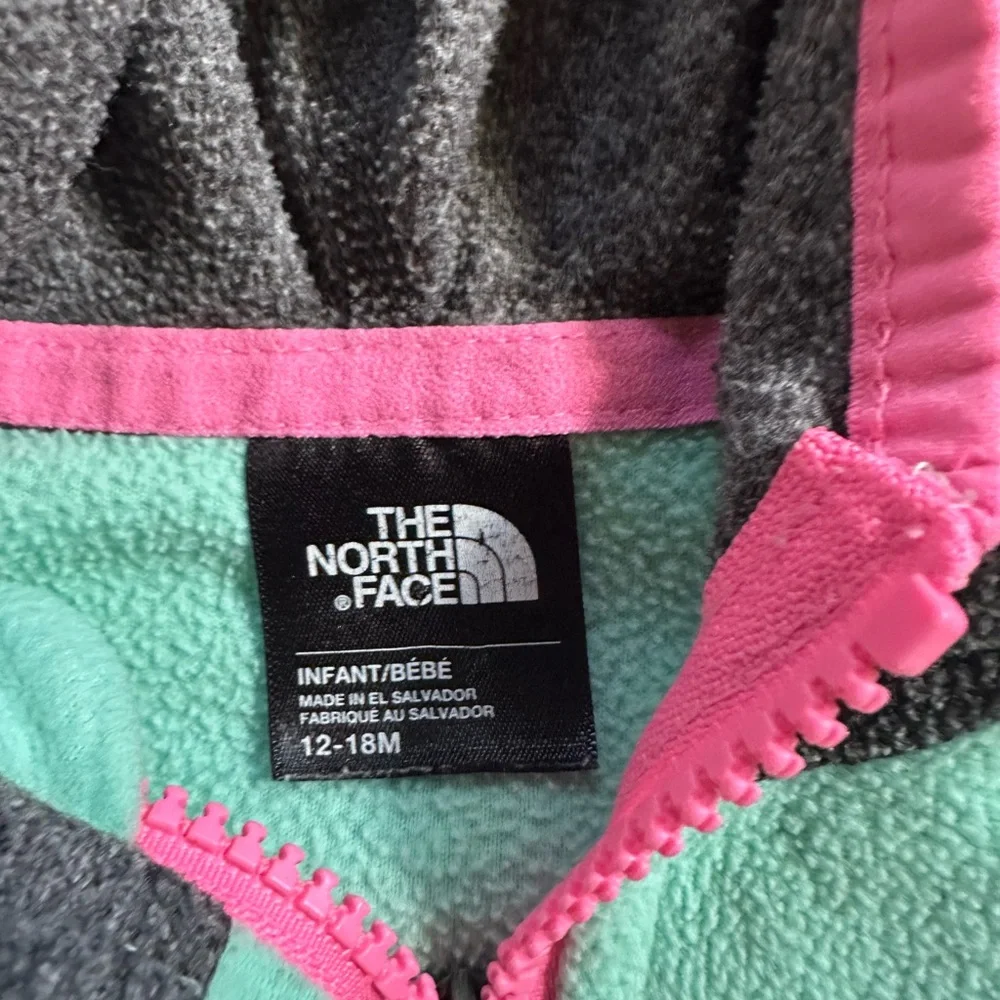 THE
NORTH
®FACE
INFANT/BÉBÉ
MADE IN EL SALVADOR
FABRIQUÉ AU SALVADOR
12-18M